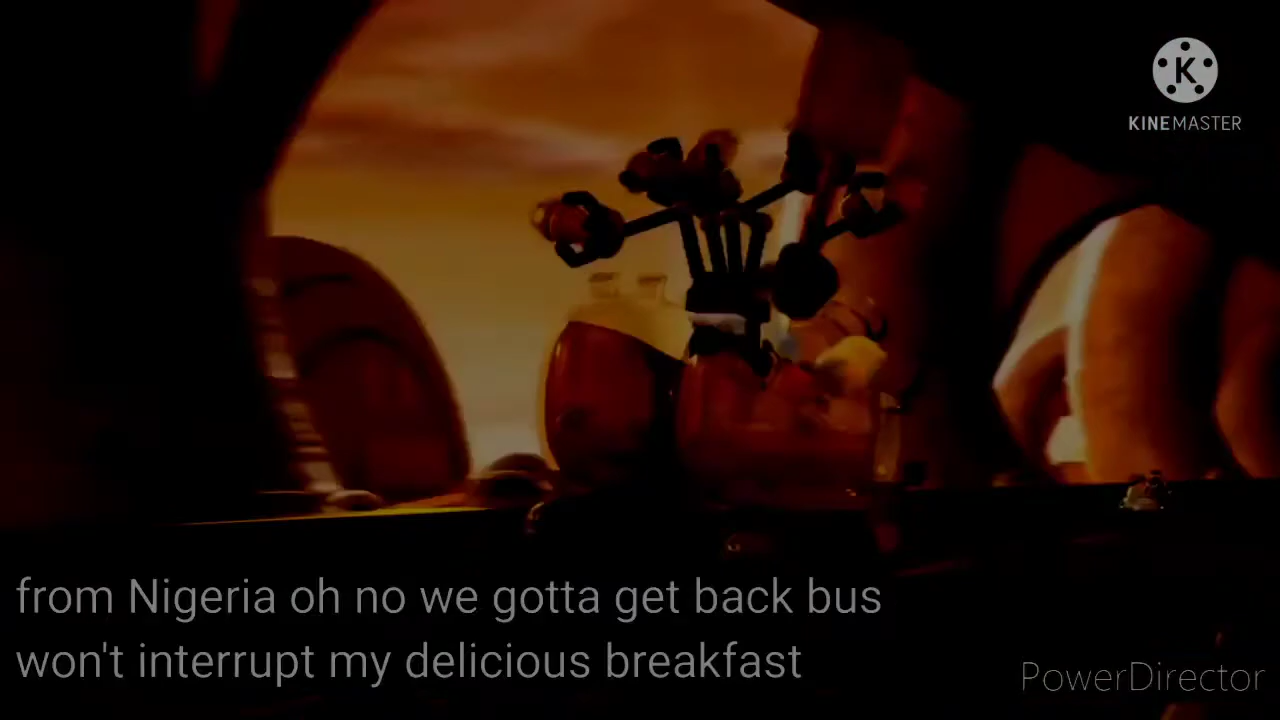 K
KINEMASTER
from Nigeria oh no we gotta get back bus
won't interrupt my delicious breakfast
PowerDirector